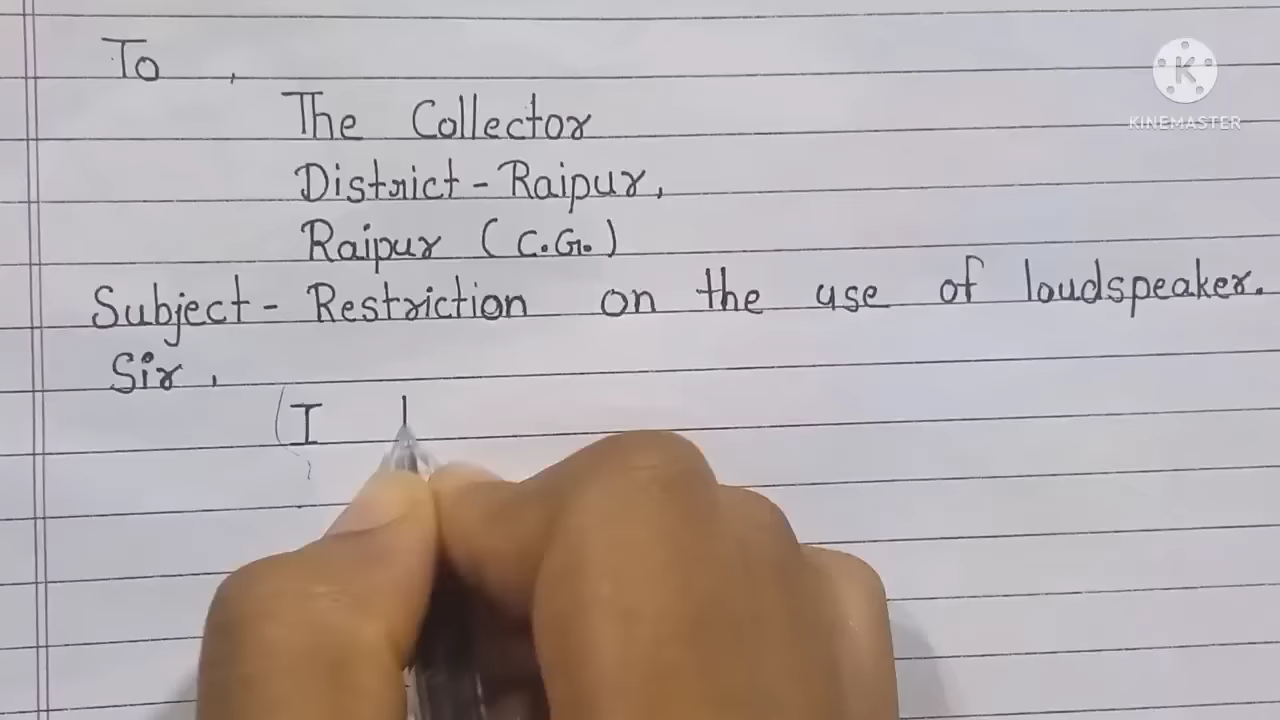 To ,
The Collector
District - Raipur,
Raipur (C.G.)
Subject - Restriction on the use of loudspeaker.
Sir ,
I
KINEMASTER